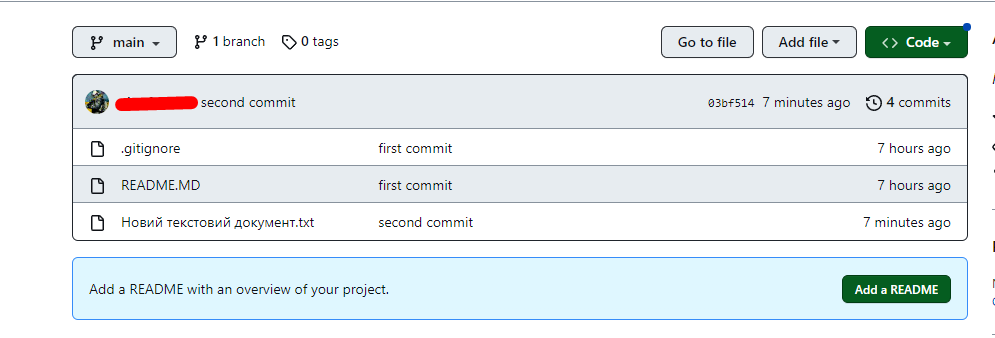 main 1 branch 0 tags Go to file Add file Code
second commit 03bf514 7 minutes ago 4 commits
.gitignore first commit 7 hours ago
README.MD first commit 7 hours ago
Новий текстовий документ.txt second commit 7 minutes ago
Add a README with an overview of your project. Add a README